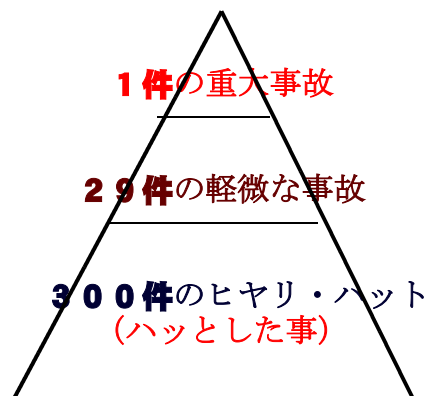 １件の重大事故
２９件の軽微な事故
３００件のヒヤリ・ハット
（ハッとした事）